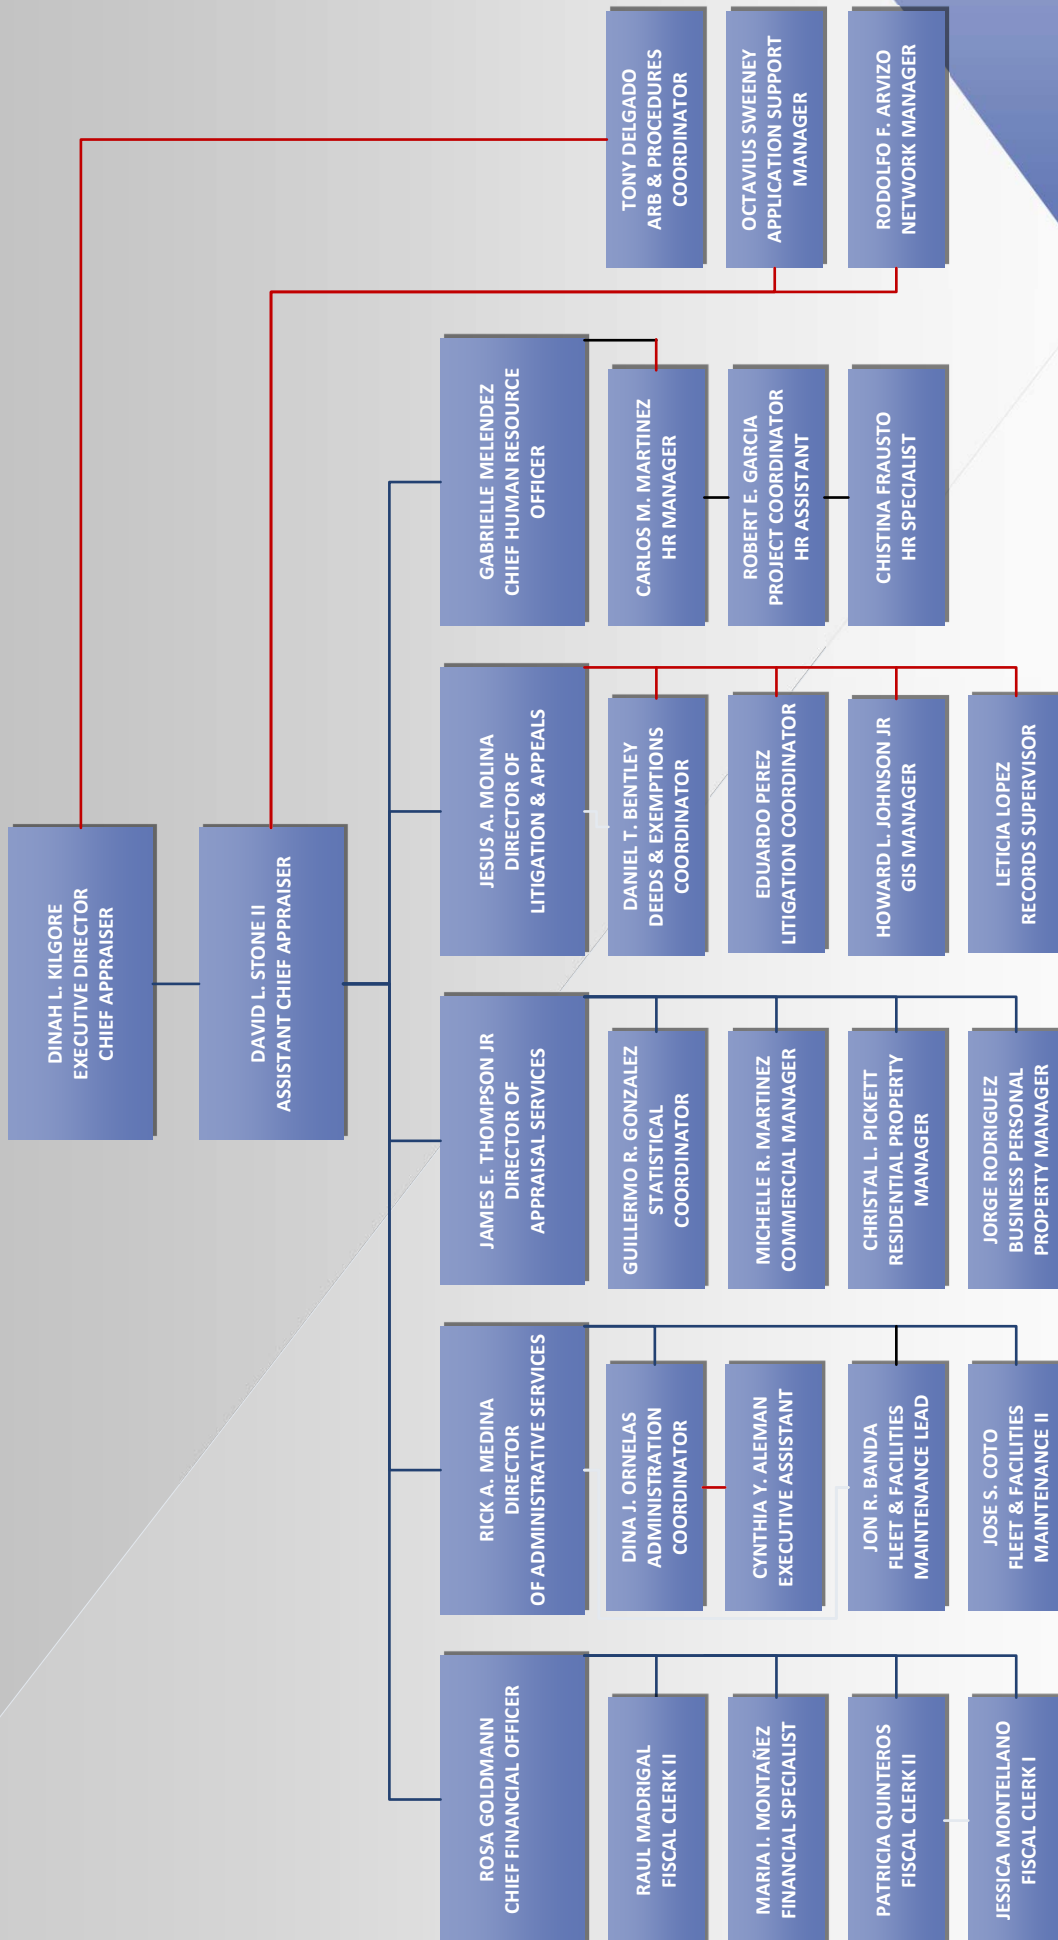 DINAH L. KILGORE
EXECUTIVE DIRECTOR
CHIEF APPRAISER
DAVID L. STONE II
ASSISTANT CHIEF APPRAISER
ROSA GOLDMANN
CHIEF FINANCIAL OFFICER
RICK A. MEDINA
DIRECTOR
OF ADMINISTRATIVE SERVICES
JAMES E. THOMPSON JR
DIRECTOR OF
APPRAISAL SERVICES
JESUS A. MOLINA
DIRECTOR OF
LITIGATION & APPEALS
GABRIELLE MELENDEZ
CHIEF HUMAN RESOURCE
OFFICER
TONY DELGADO
ARB & PROCEDURES
COORDINATOR
RAUL MADRIGAL
FISCAL CLERK II
DINA J. ORNELAS
ADMINISTRATION
COORDINATOR
GUILLERMO R. GONZALEZ
STATISTICAL
COORDINATOR
DANIEL T. BENTLEY
DEEDS & EXEMPTIONS
COORDINATOR
CARLOS M. MARTINEZ
HR MANAGER
OCTAVIUS SWEENEY
APPLICATION SUPPORT
MANAGER
MARIA I. MONTAÑEZ
FINANCIAL SPECIALIST
CYNTHIA Y. ALEMAN
EXECUTIVE ASSISTANT
MICHELLE R. MARTINEZ
COMMERCIAL MANAGER
EDUARDO PEREZ
LITIGATION COORDINATOR
ROBERT E. GARCIA
PROJECT COORDINATOR
HR ASSISTANT
RODOLFO F. ARVIZO
NETWORK MANAGER
PATRICIA QUINTEROS
FISCAL CLERK II
JON R. BANDA
FLEET & FACILITIES
MAINTENANCE LEAD
CHRISTAL L. PICKETT
RESIDENTIAL PROPERTY
MANAGER
HOWARD L. JOHNSON JR
GIS MANAGER
CHISTINA FRAUSTO
HR SPECIALIST
JESSICA MONTELLANO
FISCAL CLERK I
JOSE S. COTO
FLEET & FACILITIES
MAINTENANCE II
JORGE RODRIGUEZ
BUSINESS PERSONAL
PROPERTY MANAGER
LETICIA LOPEZ
RECORDS SUPERVISOR